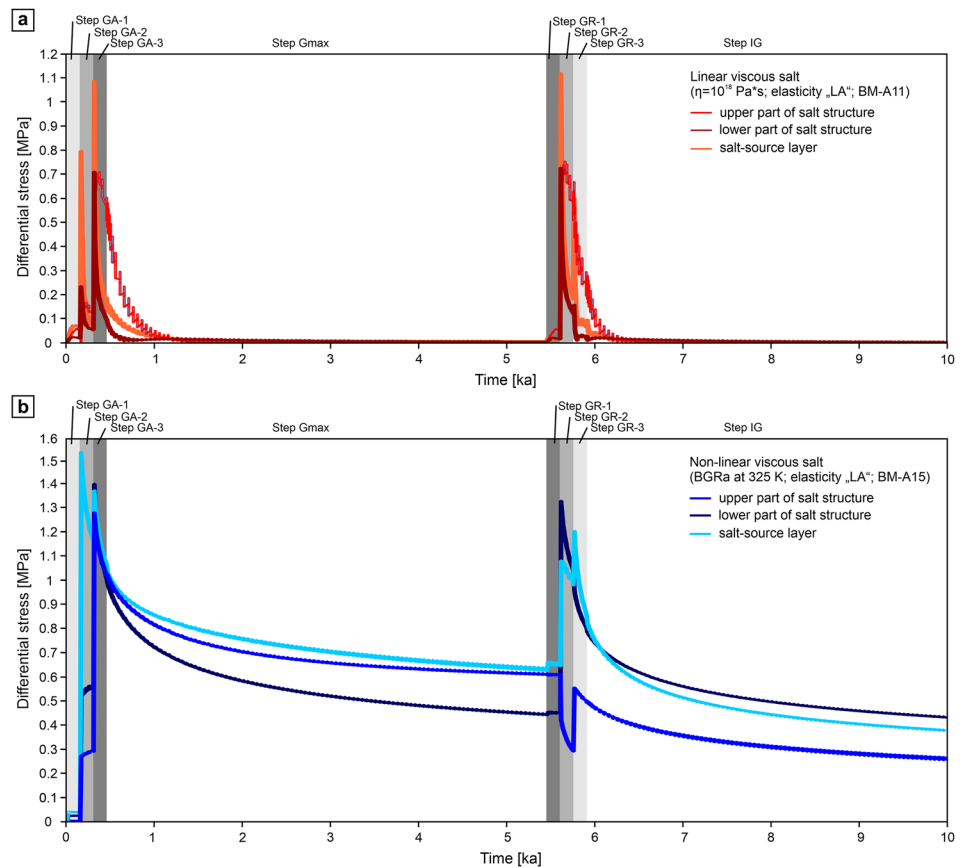 a
Step GA-1
Step GA-2
Step GA-3
Step Gmax
Step GR-1
Step GR-2
Step GR-3
Step IG
1.2
1.1
1
0.9
0.8
0.7
0.6
0.5
0.4
0.3
0.2
0.1
0
Differential stress [MPa]
Linear viscous salt
(η=10¹⁸ Pa*s; elasticity „LA“; BM-A11)
upper part of salt structure
lower part of salt structure
salt-source layer
0 1 2 3 4 5 6 7 8 9 10
Time [ka]
b
Step GA-1
Step GA-2
Step GA-3
Step Gmax
Step GR-1
Step GR-2
Step GR-3
Step IG
1.6
1.5
1.4
1.3
1.2
1.1
1
0.9
0.8
0.7
0.6
0.5
0.4
0.3
0.2
0.1
0
Differential stress [MPa]
Non-linear viscous salt
(BGRa at 325 K; elasticity „LA“; BM-A15)
upper part of salt structure
lower part of salt structure
salt-source layer
0 1 2 3 4 5 6 7 8 9 10
Time [ka]